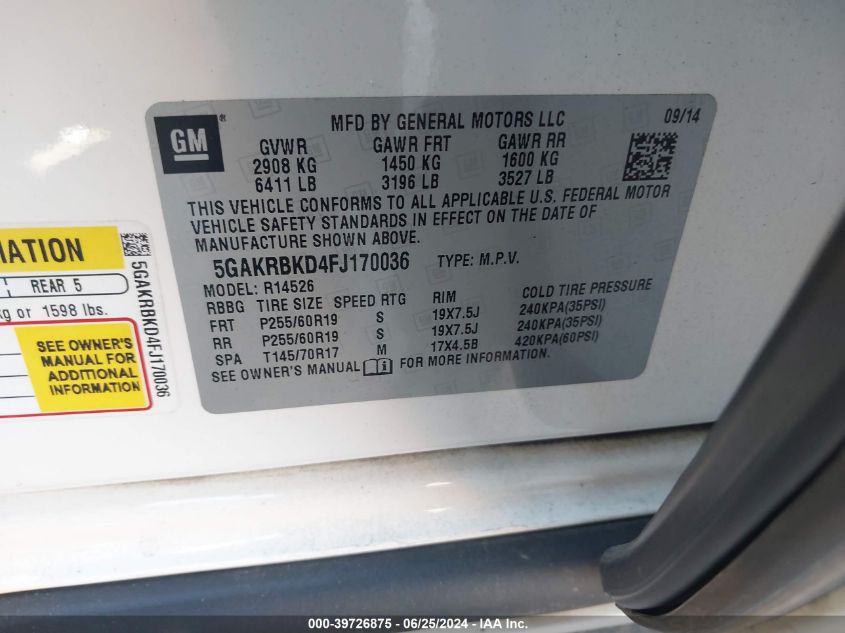 GM ®
MFD BY GENERAL MOTORS LLC 09/14
GVWR GAWR FRT GAWR RR
2908 KG 1450 KG 1600 KG
6411 LB 3196 LB 3527 LB
THIS VEHICLE CONFORMS TO ALL APPLICABLE U.S. FEDERAL MOTOR
VEHICLE SAFETY STANDARDS IN EFFECT ON THE DATE OF
MANUFACTURE SHOWN ABOVE.
5GAKRBKD4FJ170036 TYPE: M.P.V.
MODEL: R14526
RBBG TIRE SIZE SPEED RTG RIM COLD TIRE PRESSURE
FRT P255/60R19 S 19X7.5J 240KPA(35PSI)
RR P255/60R19 S 19X7.5J 240KPA(35PSI)
SPA T145/70R17 M 17X4.5B 420KPA(60PSI)
SEE OWNER'S MANUAL FOR MORE INFORMATION.
REAR 5
kg or 1598 lbs.
SEE OWNER'S
MANUAL FOR
ADDITIONAL
INFORMATION
5GAKRBKD4FJ170036
000-39726875 - 06/25/2024 - IAA, Inc.